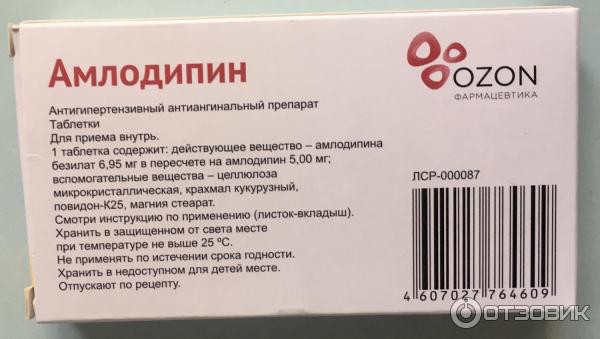 Амлодипин
Антигипертензивный антиангинальный препарат
Таблетки
Для приема внутрь.
1 таблетка содержит: действующее вещество – амлодипина
безилат 6,95 мг в пересчете на амлодипин 5,00 мг;
вспомогательные вещества – целлюлоза
микрокристаллическая, крахмал кукурузный,
повидон-К25, магния стеарат.
Смотри инструкцию по применению (листок-вкладыш).
Хранить в защищенном от света месте
при температуре не выше 25 ºС.
Не применять по истечении срока годности.
Хранить в недоступном для детей месте.
Отпускают по рецепту.
OZON
ФАРМАЦЕВТИКА
ЛСР-000087
4 607027 764609
ОТЗОВИК